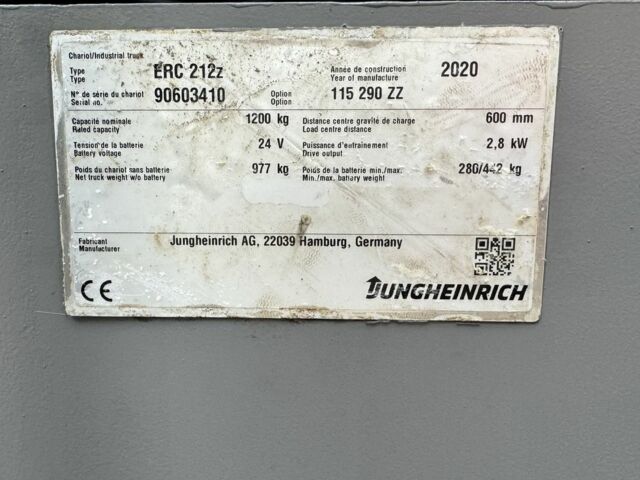 Chariot/Industrial truck
Type ERC 212z Année de construction 2020
Type Year of manufacture
N° de série du chariot 90603410 Option 115 290 ZZ
Serial no. Option
Capacité nominale 1200 kg Distance centre gravité de charge 600 mm
Rated capacity Load centre distance
Tension de la batterie 24 V Puissance d'entraînement 2,8 kW
Battery voltage Drive output
Poids du chariot sans batterie 977 kg Poids de la batterie min./max. 280/442 kg
Net truck weight w/o battery Min./max. battery weight
Fabricant Jungheinrich AG, 22039 Hamburg, Germany
Manufacturer
CE JUNGHEINRICH